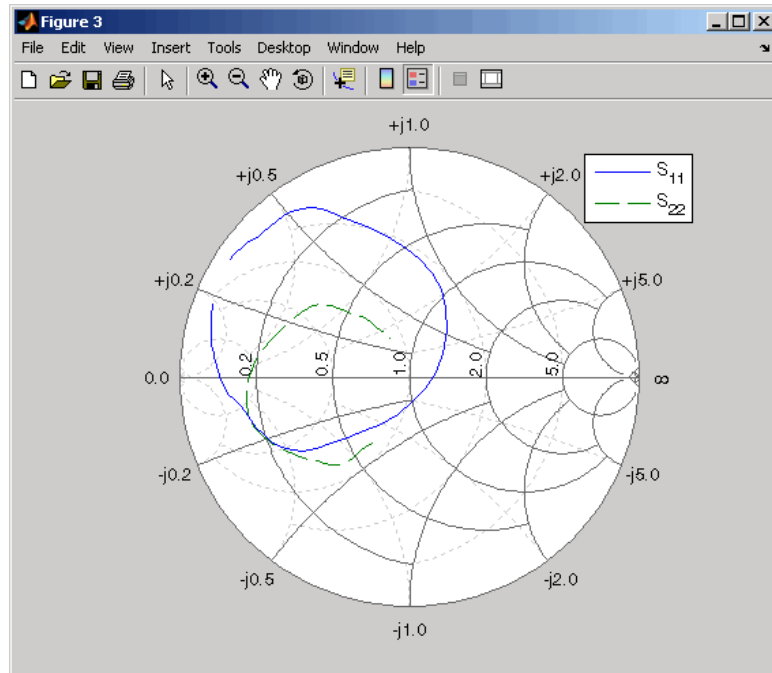 Figure 3
File Edit View Insert Tools Desktop Window Help
+j1.0
+j0.5
+j2.0
S11
S22
+j0.2
+j5.0
0.0
0.2
0.5
1.0
2.0
5.0
∞
-j0.2
-j5.0
-j0.5
-j2.0
-j1.0